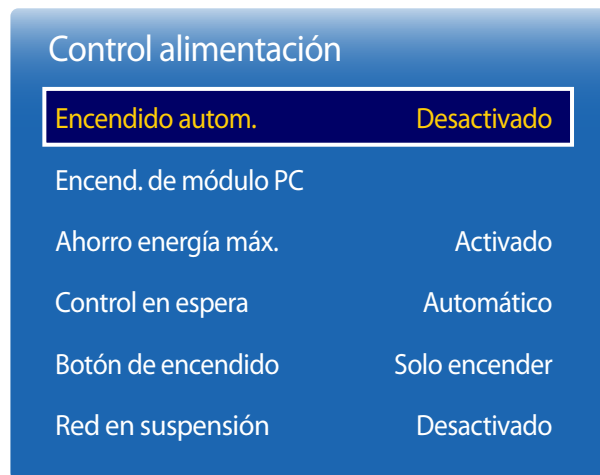 Control alimentación
Encendido autom. Desactivado
Encend. de módulo PC
Ahorro energía máx. Activado
Control en espera Automático
Botón de encendido Solo encender
Red en suspensión Desactivado